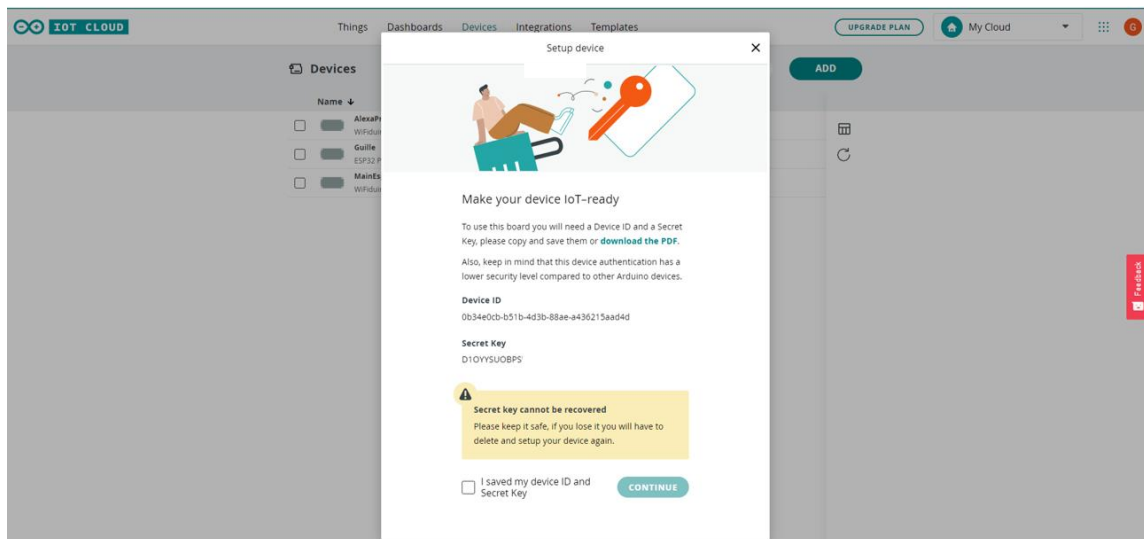 IOT CLOUD
Things Dashboards Devices Integrations Templates
UPGRADE PLAN
My Cloud
G
Setup device
Devices
ADD
Name
Guille
ESP32
Make your device IoT-ready
To use this board you will need a Device ID and a Secret
Key, please copy and save them or download the PDF.
Also, keep in mind that this device authentication has a
lower security level compared to other Arduino devices.
Device ID
0b34e0cb-b51b-4d3b-88ae-a436215aad4d
Secret Key
D1OYYSUOBPS
Secret key cannot be recovered
Please keep it safe, if you lose it you will have to
delete and setup your device again.
I saved my device ID and
Secret Key
CONTINUE
Feedback